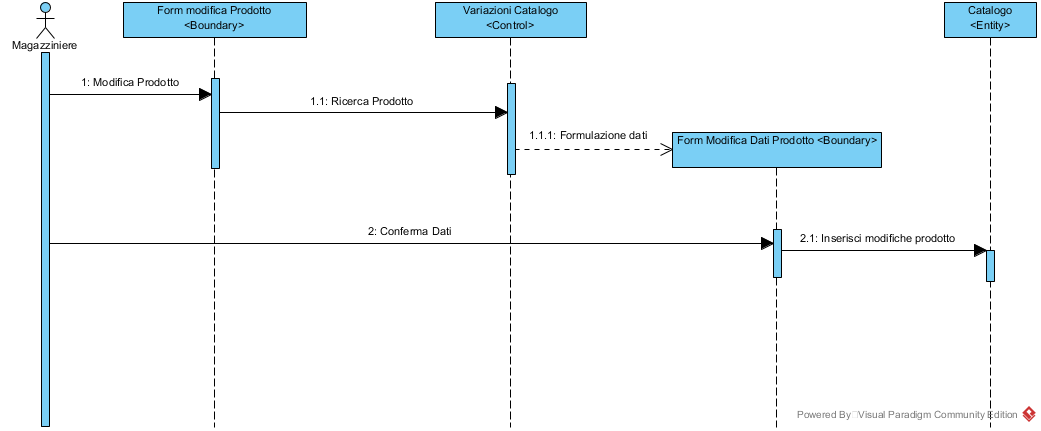 Form modifica Prodotto
<Boundary>
Variazioni Catalogo
<Control>
Catalogo
<Entity>
Magazziniere
1: Modifica Prodotto
1.1: Ricerca Prodotto
1.1.1: Formulazione dati
Form Modifica Dati Prodotto <Boundary>
2: Conferma Dati
2.1: Inserisci modifiche prodotto
Powered By Visual Paradigm Community Edition